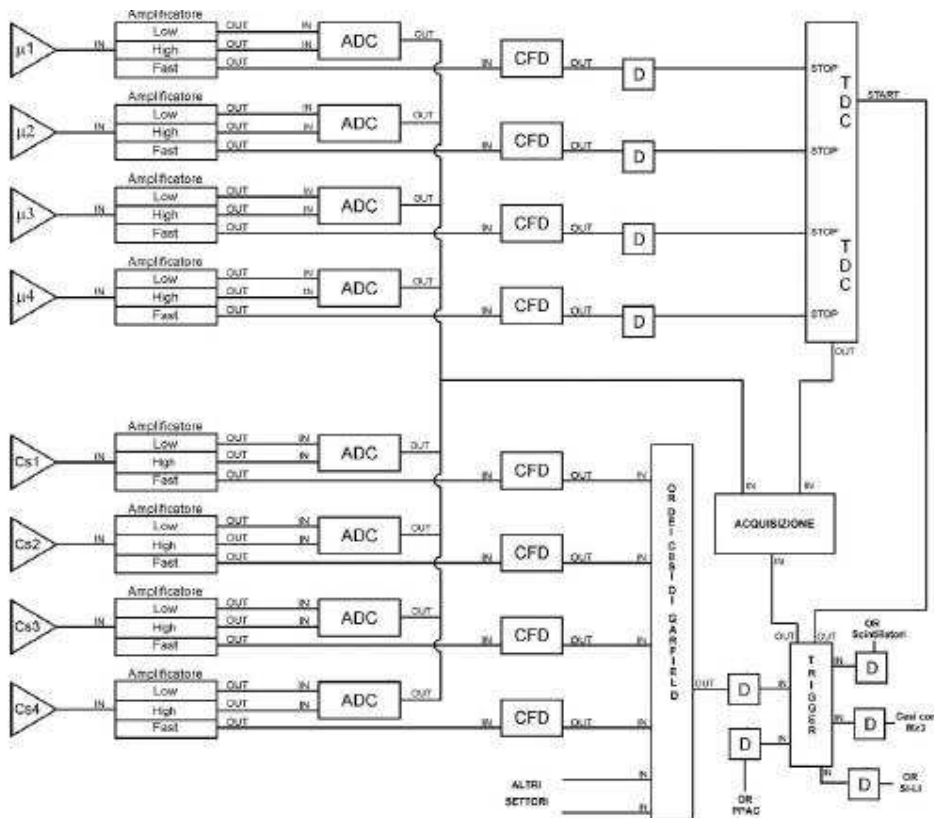 Amplificatore
μ1 IN Low OUT IN ADC OUT
High OUT IN
Fast OUT IN CFD OUT D STOP
TDC START
Amplificatore
μ2 IN Low OUT IN ADC OUT
High OUT IN
Fast OUT IN CFD OUT D STOP
Amplificatore
μ3 IN Low OUT IN ADC OUT
High OUT IN
Fast OUT IN CFD OUT D STOP
TDC
Amplificatore
μ4 IN Low OUT IN ADC OUT
High OUT IN
Fast OUT IN CFD OUT D STOP
OUT
Amplificatore
Cs1 IN Low OUT IN ADC OUT
High OUT IN
Fast OUT IN CFD OUT IN
OR DEI CESI DI GARFIELD
IN IN
ACQUISIZIONE
IN
Amplificatore
Cs2 IN Low OUT IN ADC OUT
High OUT IN
Fast OUT IN CFD OUT IN
Amplificatore
Cs3 IN Low OUT IN ADC OUT
High OUT IN
Fast OUT IN CFD OUT IN
OUT OUT
OR
Scintillatori
IN D
TRIGGER
Amplificatore
Cs4 IN Low OUT IN ADC OUT
High OUT IN
Fast OUT IN CFD OUT IN
OUT D IN
IN D
D IN
OR
PPAC
IN D OR
Si-Li
ALTRI IN
SETTORI IN